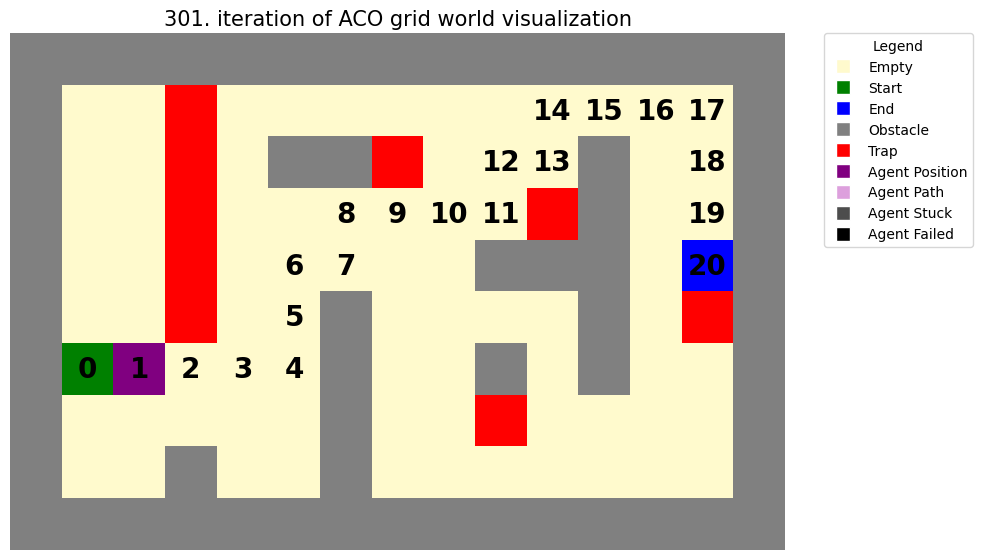 301. iteration of ACO grid world visualization
14 15 16 17
12 13 18
8 9 10 11 19
6 7 20
5
0 1 2 3 4
Legend
Empty
Start
End
Obstacle
Trap
Agent Position
Agent Path
Agent Stuck
Agent Failed